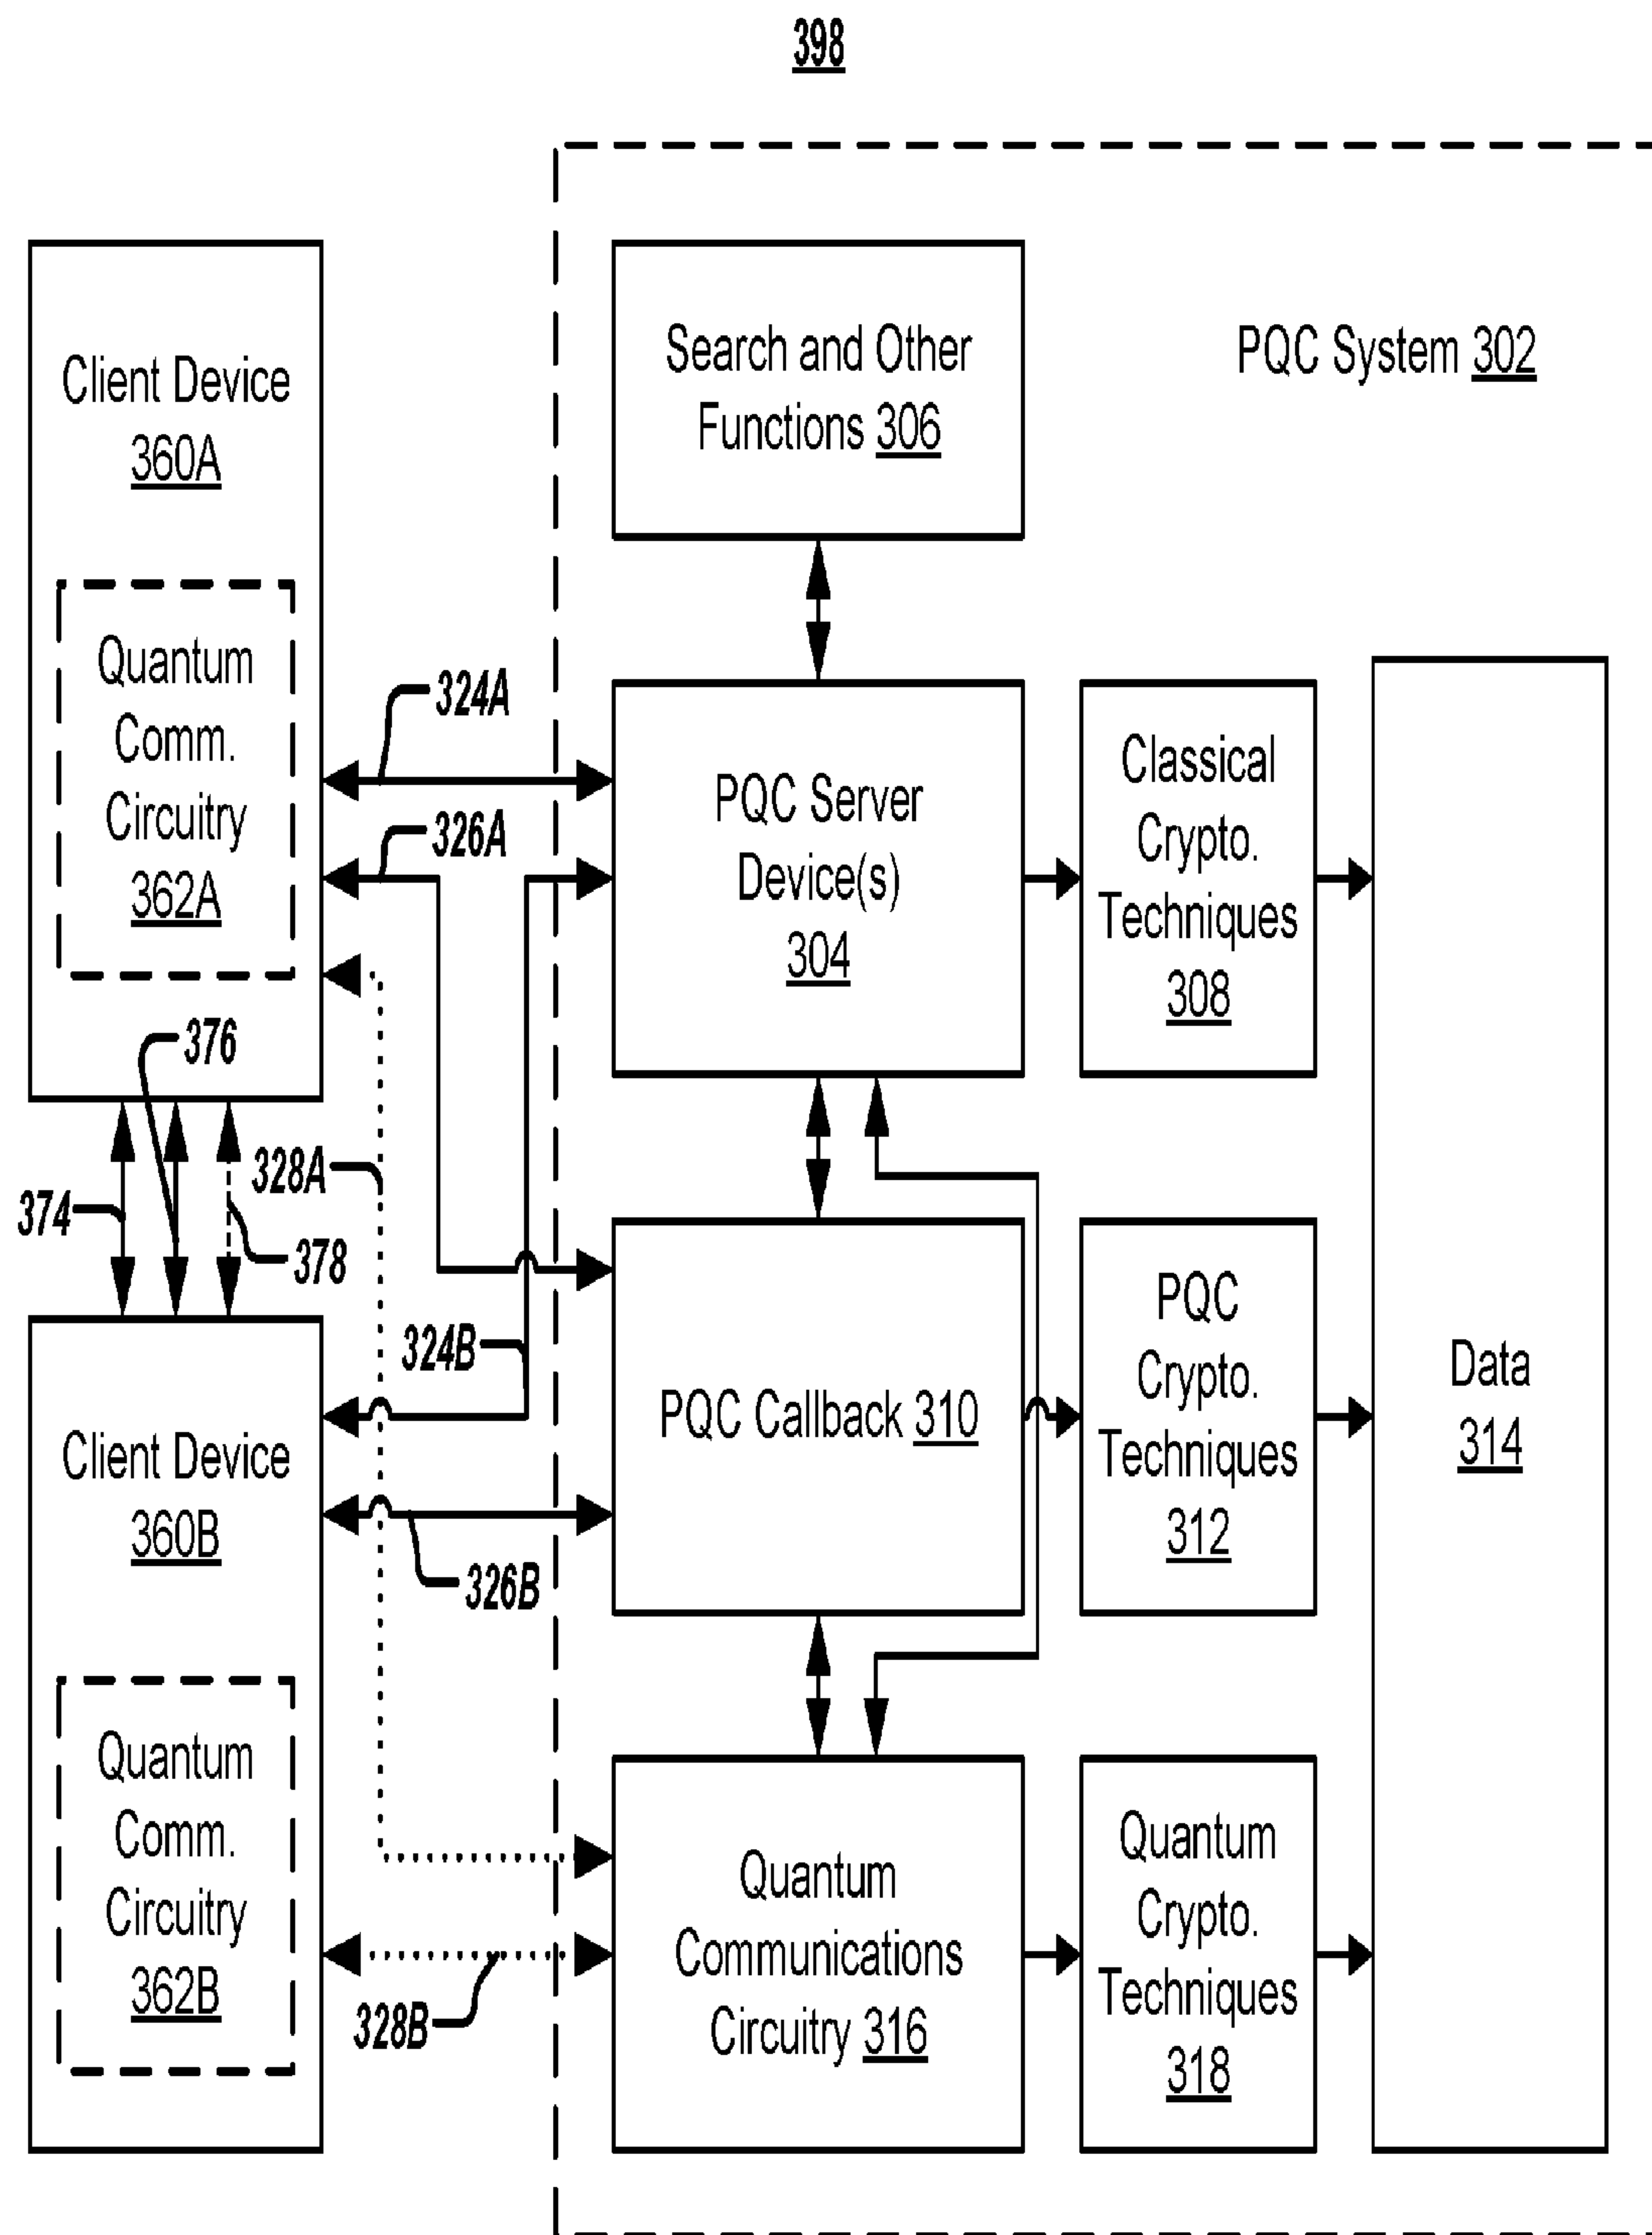 398
Client Device
360A
Quantum
Comm.
Circuitry
362A
Search and Other
Functions 306
PQC System 302
324A
326A
PQC Server
Device(s)
304
Classical
Crypto.
Techniques
308
376
328A
374
378
324B
PQC Callback 310
PQC
Crypto.
Techniques
312
Data
314
Client Device
360B
326B
Quantum
Comm.
Circuitry
362B
328B
Quantum
Communications
Circuitry 316
Quantum
Crypto.
Techniques
318